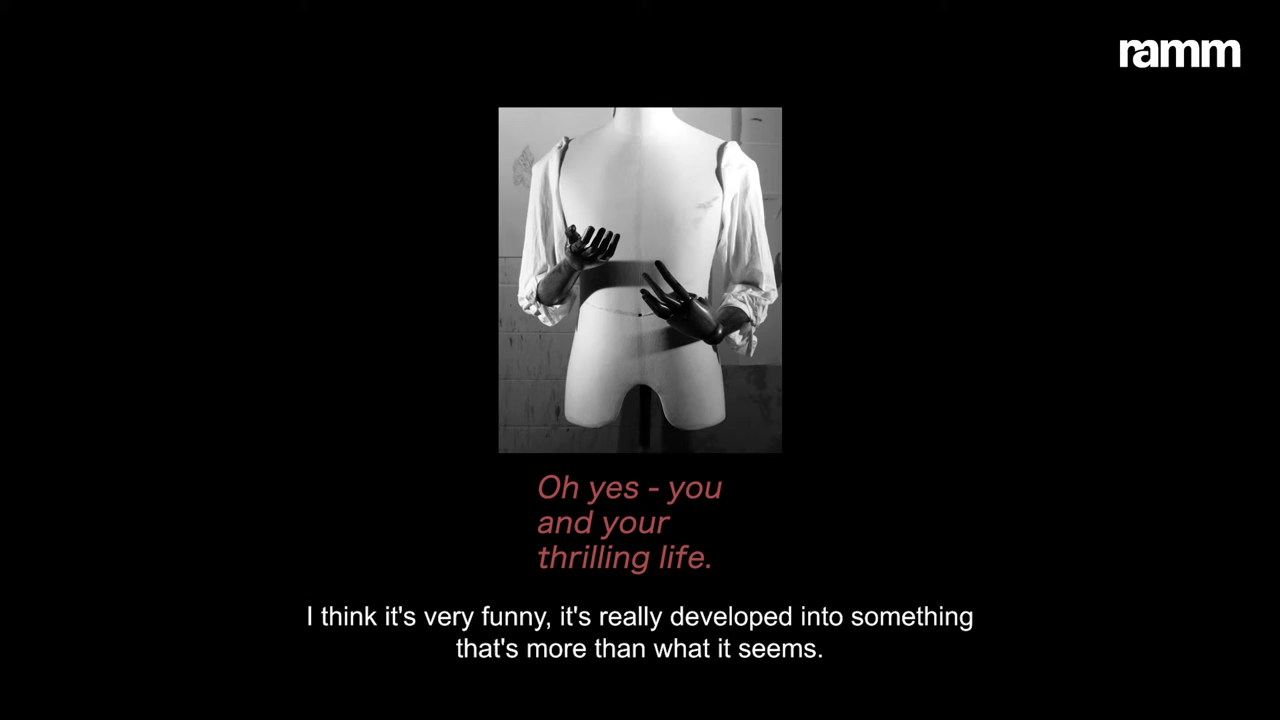 ramm
Oh yes - you
and your
thrilling life.
I think it's very funny, it's really developed into something
that's more than what it seems.